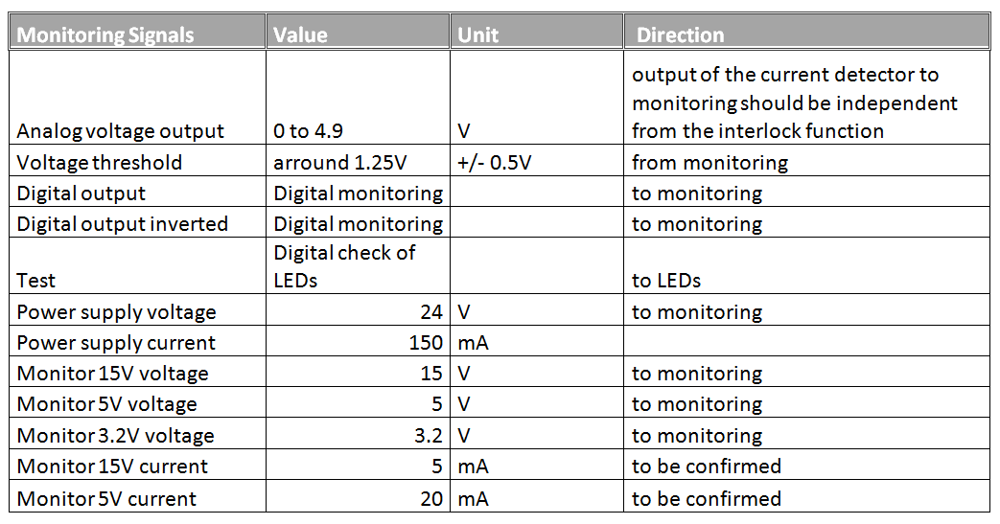 Monitoring Signals Value Unit Direction
output of the current detector to
monitoring should be independent
Analog voltage output 0 to 4.9 V from the interlock function
Voltage threshold arround 1.25V +/- 0.5V from monitoring
Digital output Digital monitoring to monitoring
Digital output inverted Digital monitoring to monitoring
Digital check of
Test LEDs to LEDs
Power supply voltage 24 V to monitoring
Power supply current 150 mA
Monitor 15V voltage 15 V to monitoring
Monitor 5V voltage 5 V to monitoring
Monitor 3.2V voltage 3.2 V to monitoring
Monitor 15V current 5 mA to be confirmed
Monitor 5V current 20 mA to be confirmed